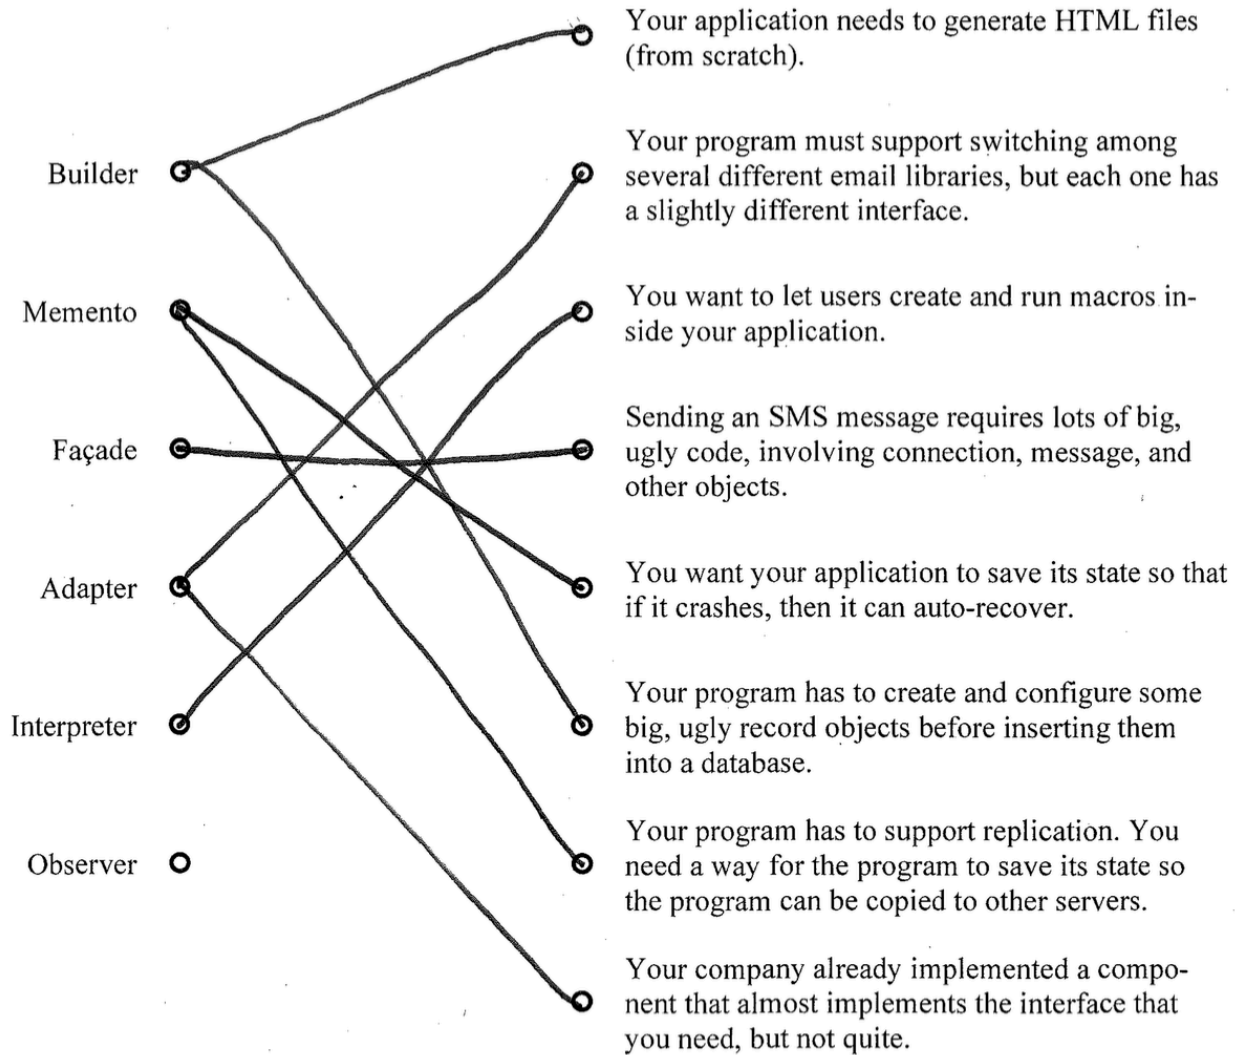 Your application needs to generate HTML files
(from scratch).
Builder
Your program must support switching among
several different email libraries, but each one has
a slightly different interface.
Memento
You want to let users create and run macros in-
side your application.
Façade
Sending an SMS message requires lots of big,
ugly code, involving connection, message, and
other objects.
Adapter
You want your application to save its state so that
if it crashes, then it can auto-recover.
Interpreter
Your program has to create and configure some
big, ugly record objects before inserting them
into a database.
Observer
Your program has to support replication. You
need a way for the program to save its state so
the program can be copied to other servers.
Your company already implemented a compo-
nent that almost implements the interface that
you need, but not quite.